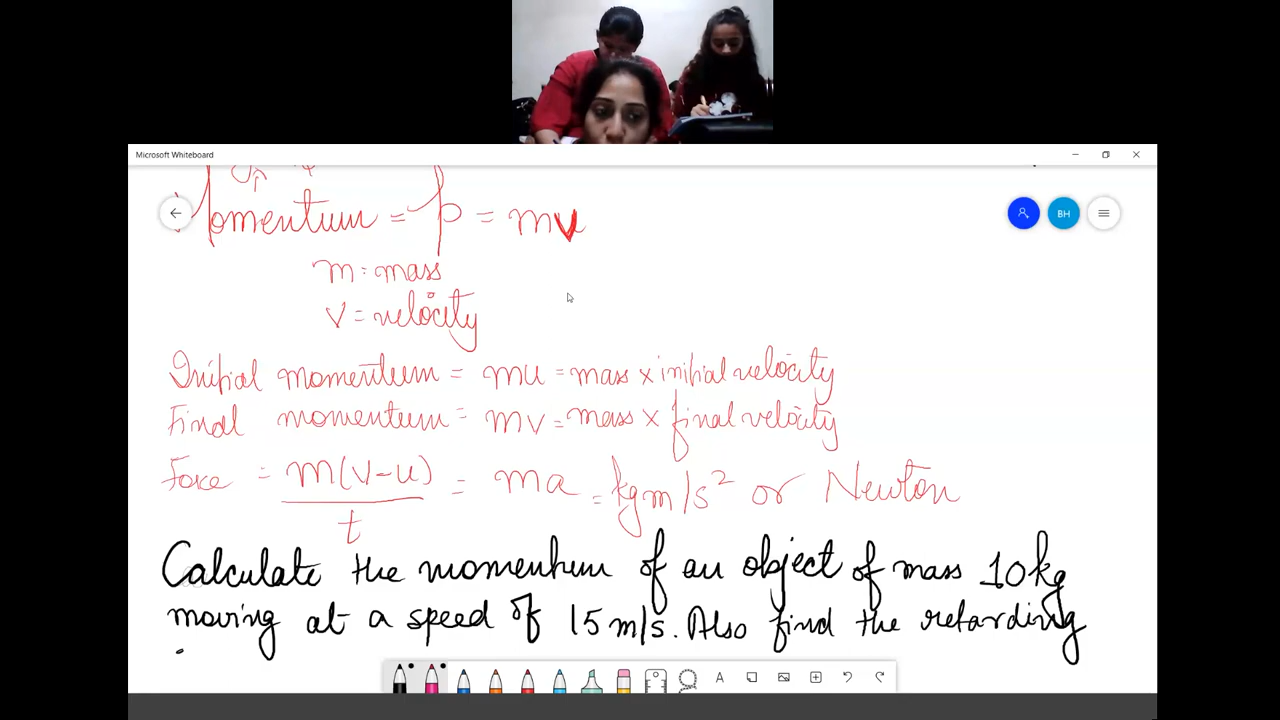 Microsoft Whiteboard
Momentum = p = mv
BH
m = mass
v = velocity
Initial momentum = mu = mass x initial velocity
Final momentum = mv = mass x final velocity
Force = m(v-u) = ma = kgm/s² or Newton
t
Calculate the momentum of an object of mass 10kg
moving at a speed of 15 m/s. Also find the retarding
A